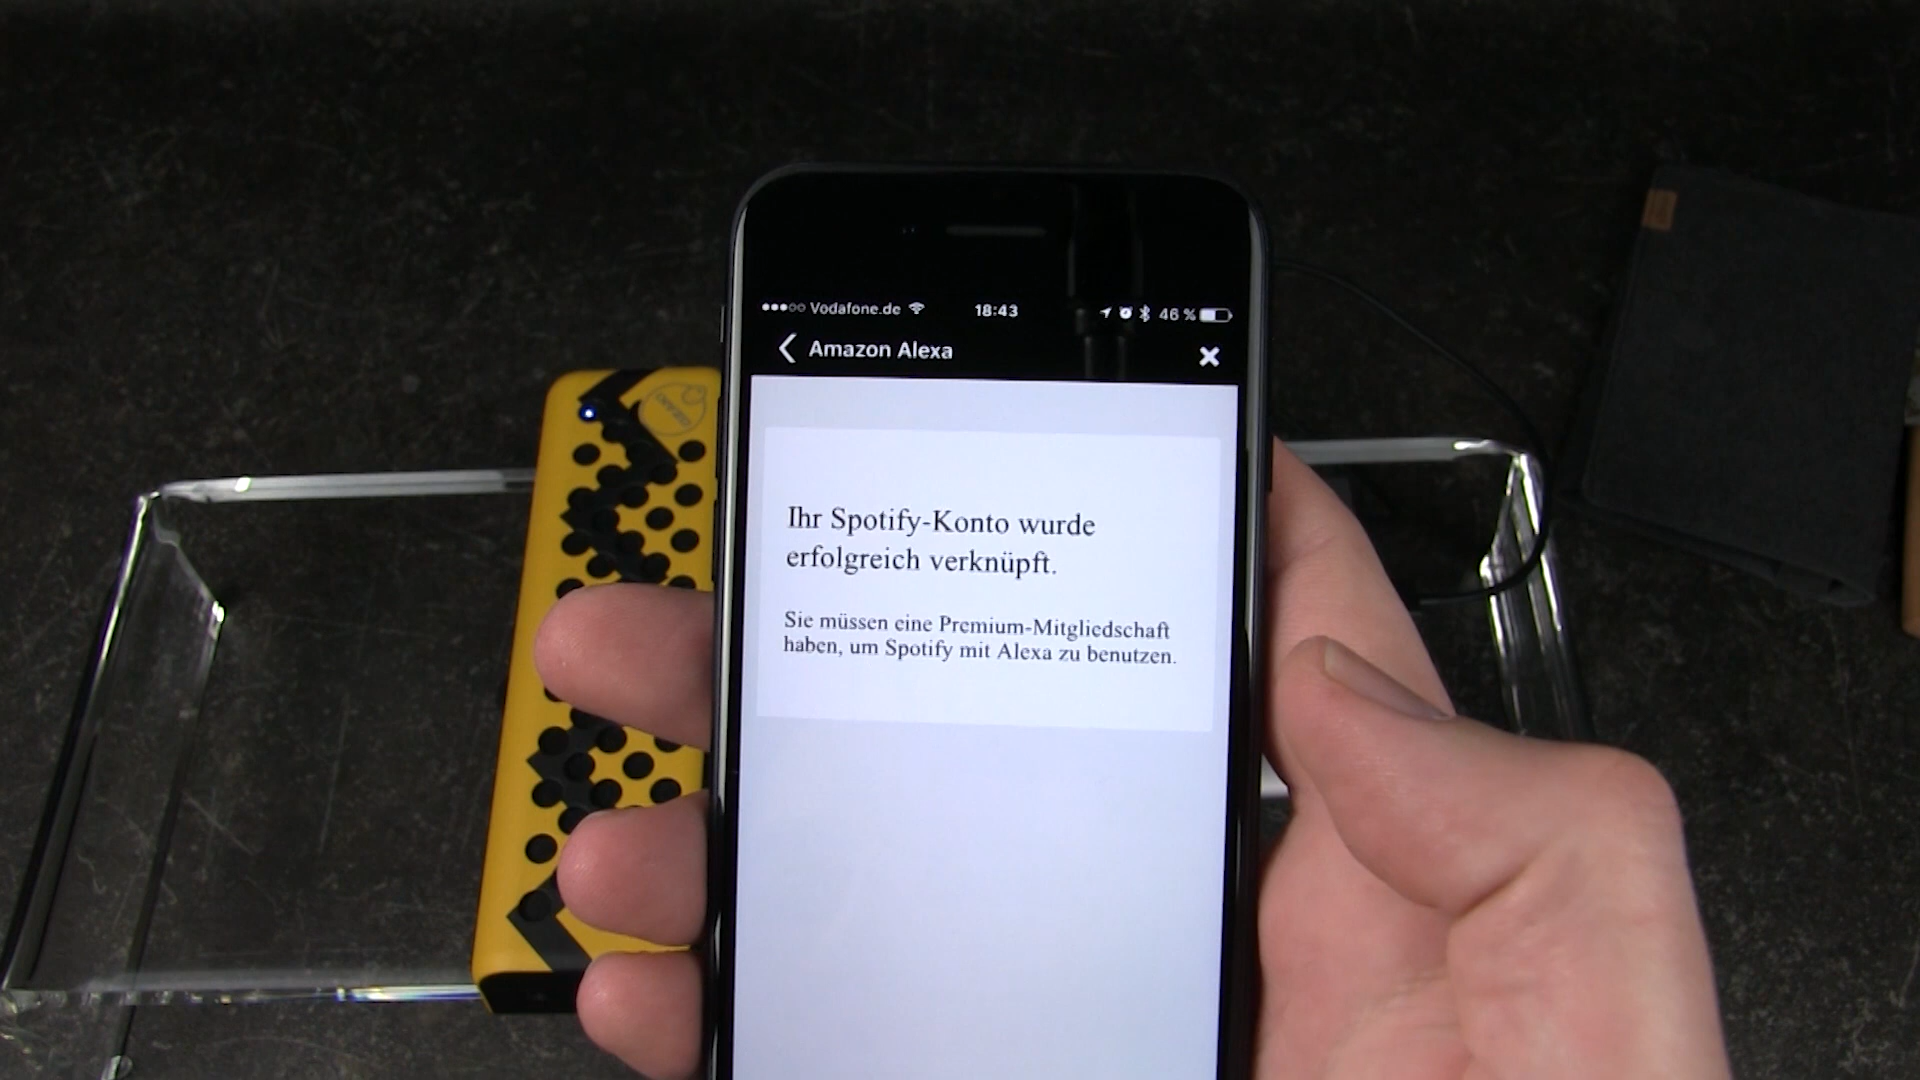 Vodafone.de 18:43 46 %
Amazon Alexa
Ihr Spotify-Konto wurde
erfolgreich verknüpft.
Sie müssen eine Premium-Mitgliedschaft
haben, um Spotify mit Alexa zu benutzen.